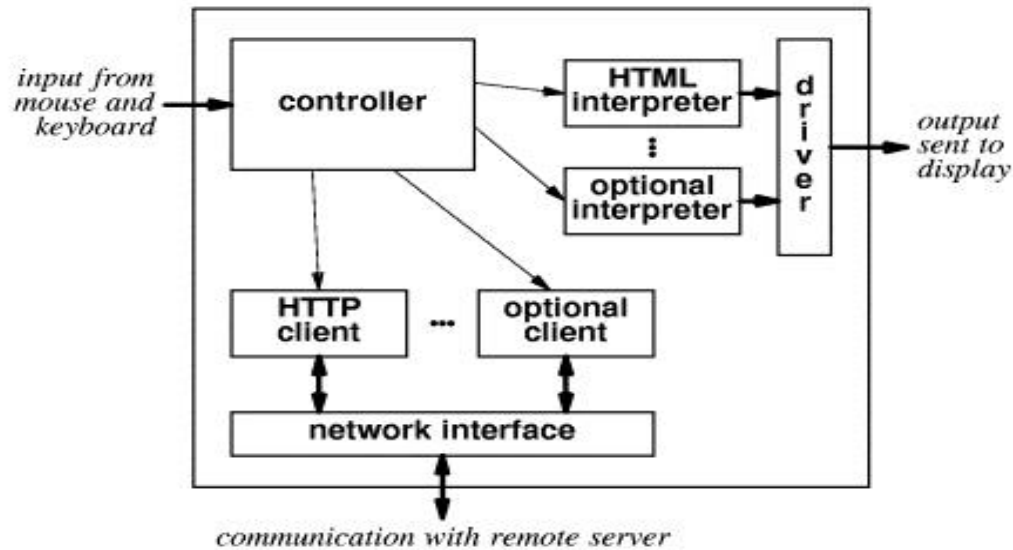 input from
mouse and
keyboard
controller
HTML
interpreter
optional
interpreter
driver
output
sent to
display
HTTP
client
optional
client
network interface
communication with remote server